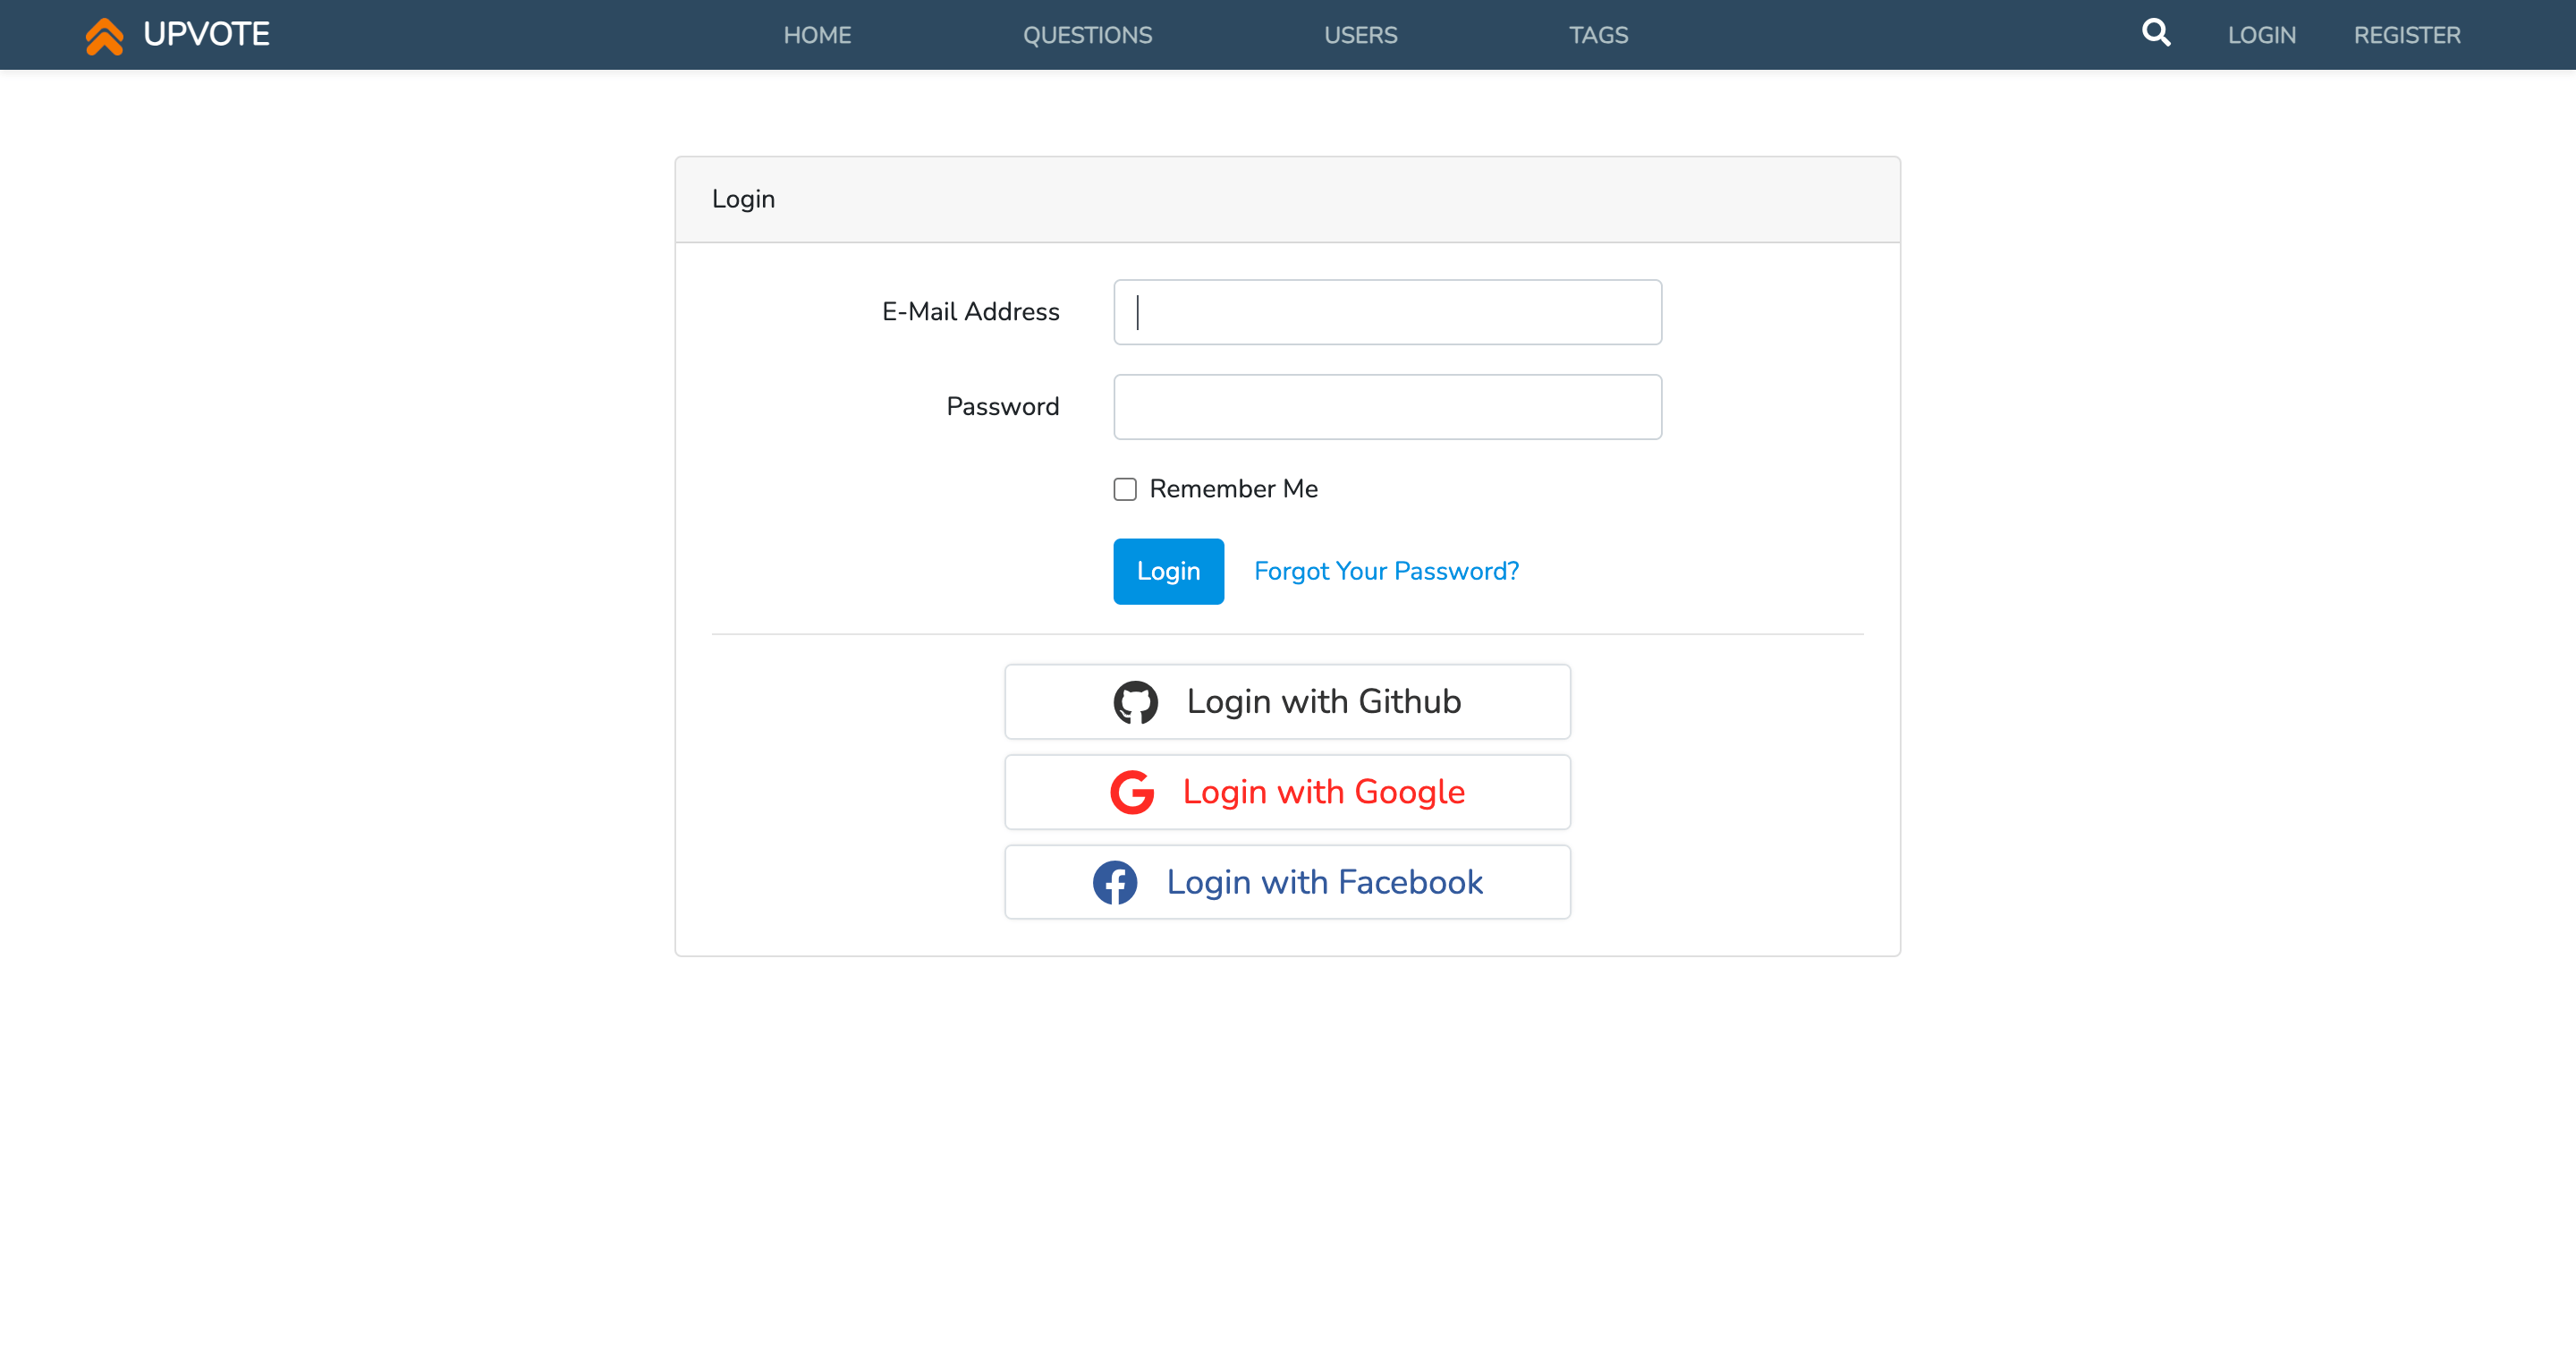 UPVOTE HOME QUESTIONS USERS TAGS LOGIN REGISTER
Login
E-Mail Address
Password
Remember Me
Login Forgot Your Password?
Login with Github
Login with Google
Login with Facebook